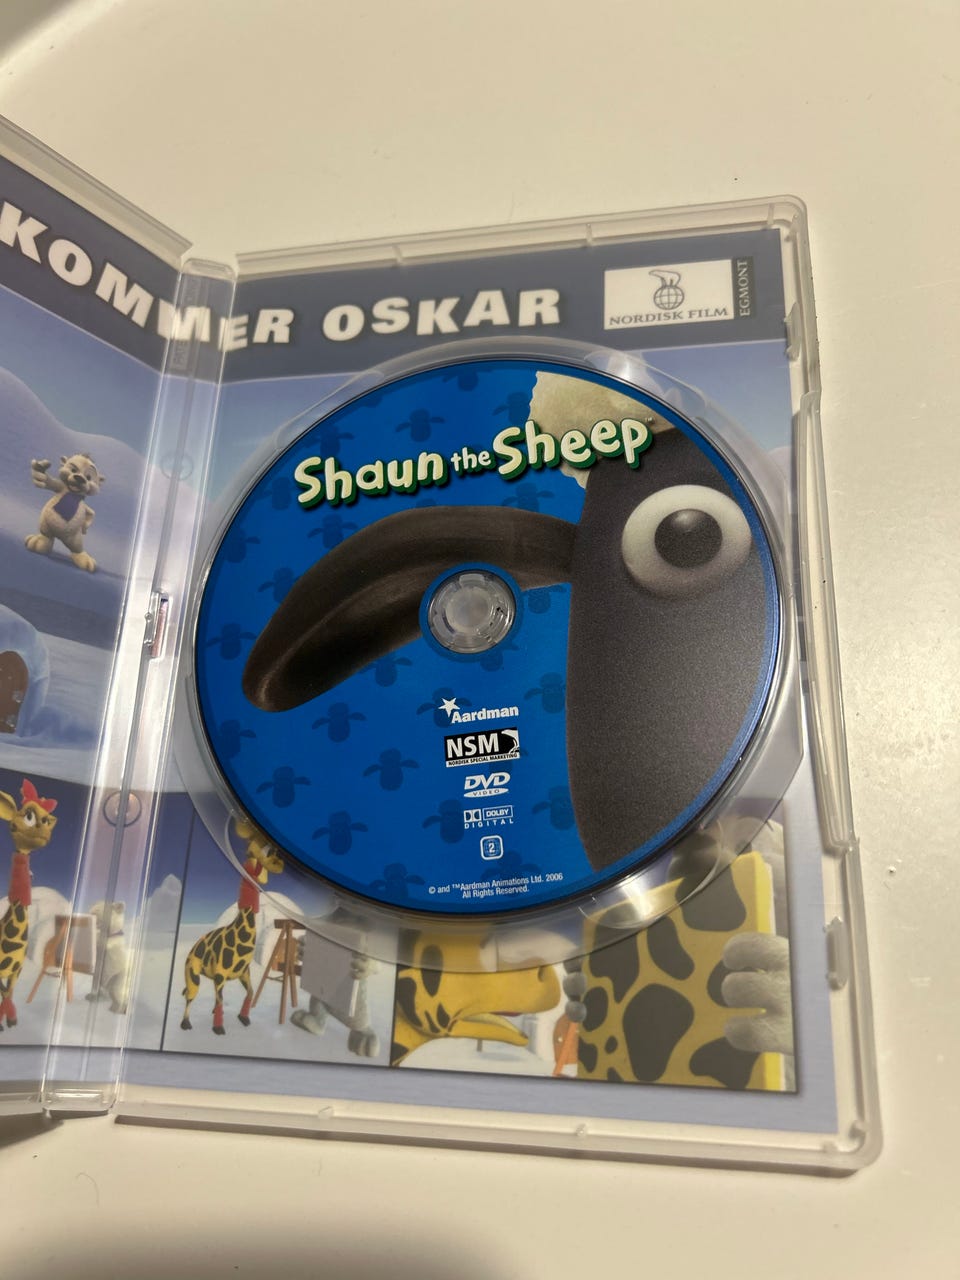 KOMMER OSKAR
NORDISK FILM
EGMONT
Shaun the Sheep™
Aardman
NSM
NORDISK SPECIAL MARKETING
DVD
VIDEO
DOLBY
DIGITAL
2
© and ™Aardman Animations Ltd. 2006
All Rights Reserved.